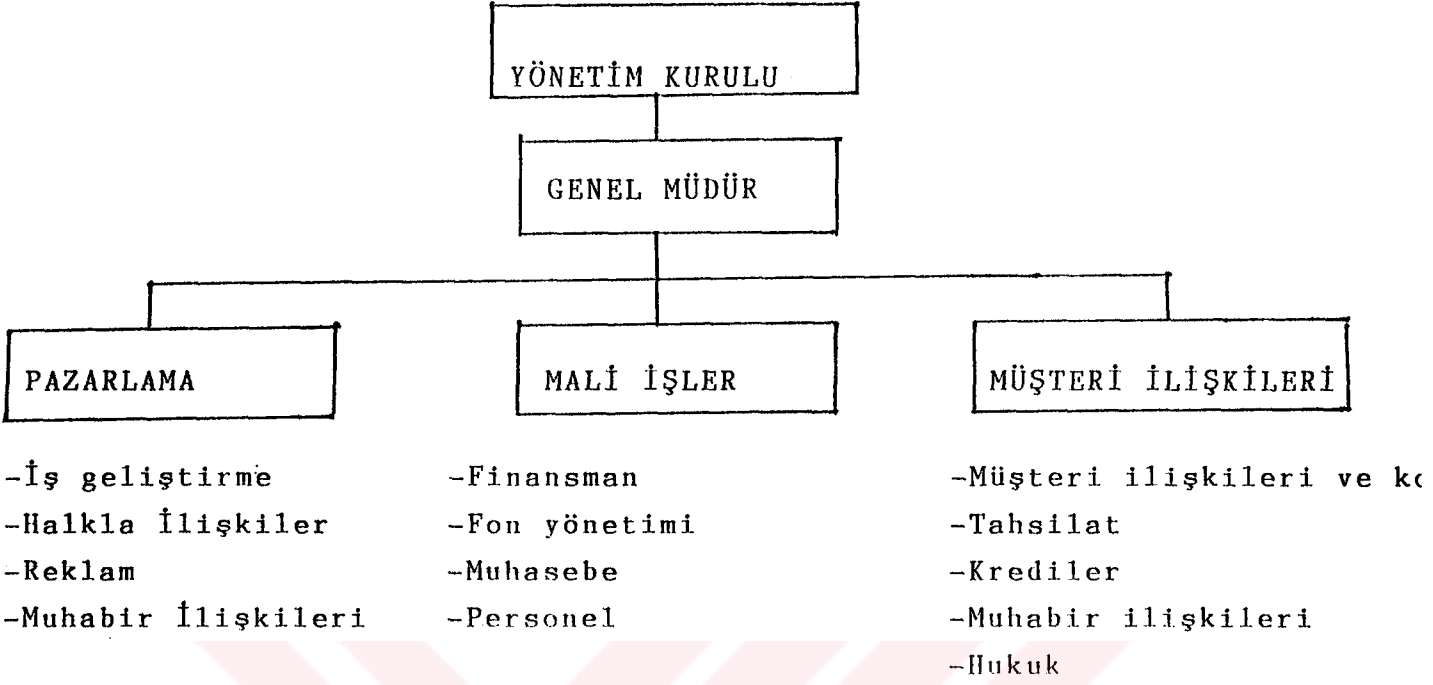 YÖNETİM KURULU
GENEL MÜDÜR
PAZARLAMA
MALİ İŞLER
MÜŞTERİ İLİŞKİLERİ
-İş geliştirme
-Halkla İlişkiler
-Reklam
-Muhabir İlişkileri
-Finansman
-Fon yönetimi
-Muhasebe
-Personel
-Müşteri ilişkileri ve
-Tahsilat
-Krediler
-Muhabir ilişkileri
-Hukuk